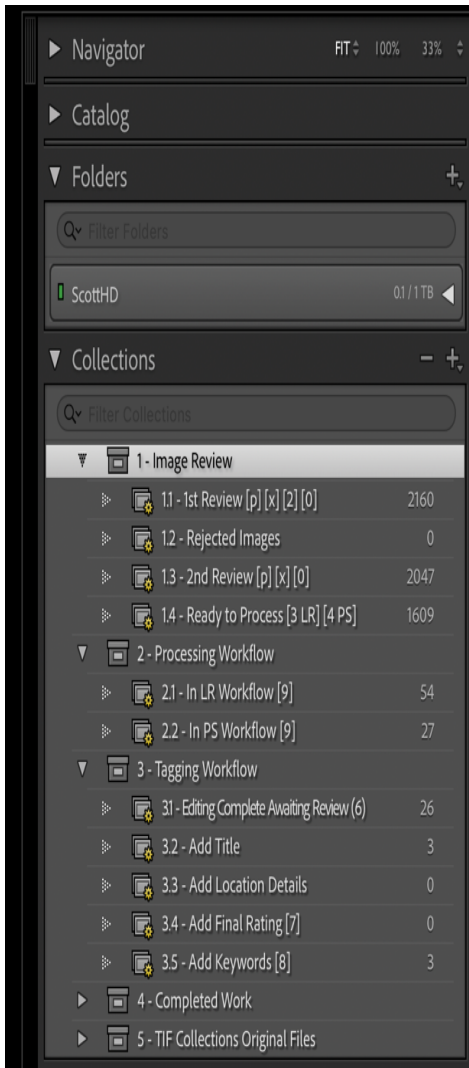 Navigator FIT 100% 33%
Catalog
Folders
Filter Folders
ScottHD 0.1 / 1 TB
Collections
Filter Collections
1 - Image Review
1.1 - 1st Review [p] [x] [2] [0] 2160
1.2 - Rejected Images 0
1.3 - 2nd Review [p] [x] [0] 2047
1.4 - Ready to Process [3 LR] [4 PS] 1609
2 - Processing Workflow
2.1 - In LR Workflow [9] 54
2.2 - In PS Workflow [9] 27
3 - Tagging Workflow
3.1 - Editing Complete Awaiting Review (6) 26
3.2 - Add Title 3
3.3 - Add Location Details 0
3.4 - Add Final Rating [7] 0
3.5 - Add Keywords [8] 3
4 - Completed Work
5 - TIF Collections Original Files